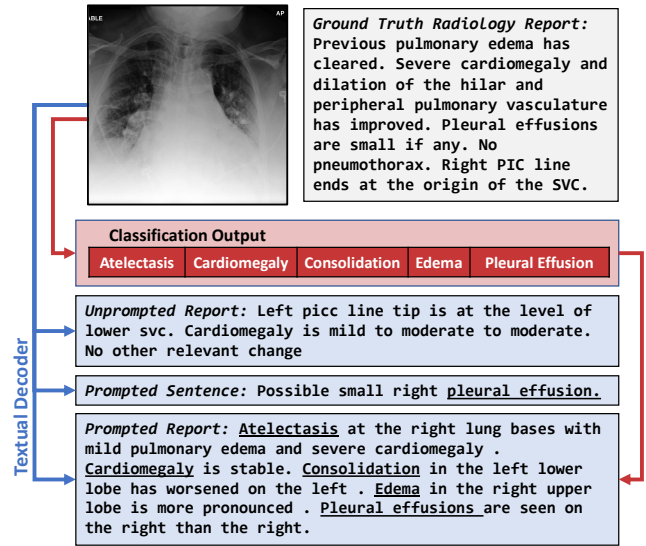 ABLE
AP
Ground Truth Radiology Report:
Previous pulmonary edema has
cleared. Severe cardiomegaly and
dilation of the hilar and
peripheral pulmonary vasculature
has improved. Pleural effusions
are small if any. No
pneumothorax. Right PIC line
ends at the origin of the SVC.
Classification Output
Atelectasis Cardiomegaly Consolidation Edema Pleural Effusion
Textual Decoder
Unprompted Report: Left picc line tip is at the level of
lower svc. Cardiomegaly is mild to moderate to moderate.
No other relevant change
Prompted Sentence: Possible small right pleural effusion.
Prompted Report: Atelectasis at the right lung bases with
mild pulmonary edema and severe cardiomegaly .
Cardiomegaly is stable. Consolidation in the left lower
lobe has worsened on the left . Edema in the right upper
lobe is more pronounced . Pleural effusions are seen on
the right than the right.